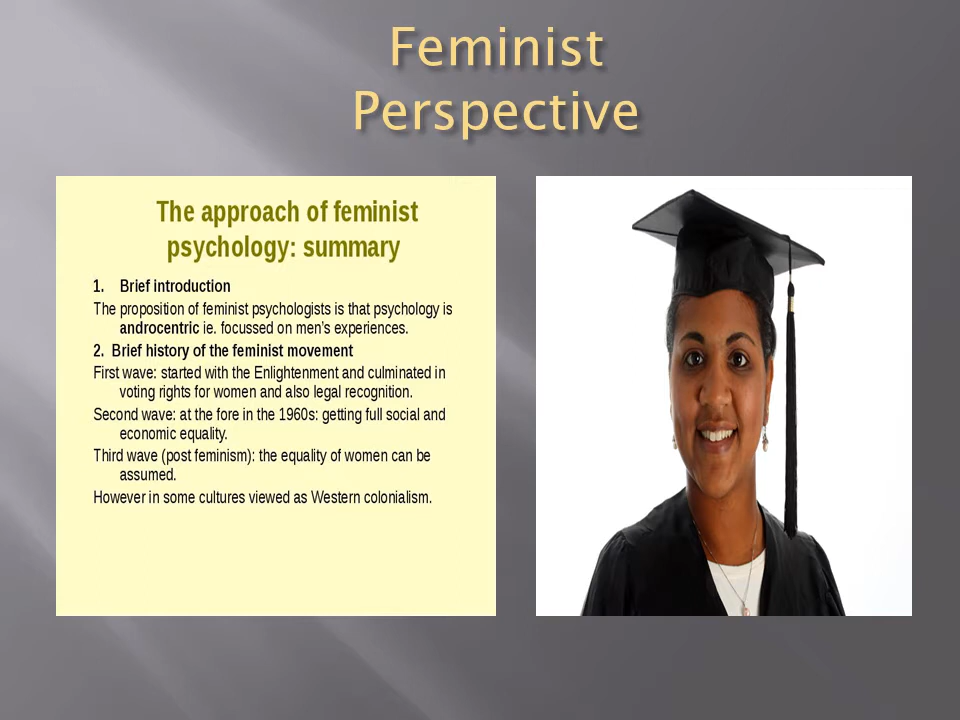 Feminist
Perspective
The approach of feminist
psychology: summary
1. Brief introduction
The proposition of feminist psychologists is that psychology is
androcentric ie. focussed on men's experiences.
2. Brief history of the feminist movement
First wave: started with the Enlightenment and culminated in
voting rights for women and also legal recognition.
Second wave: at the fore in the 1960s: getting full social and
economic equality.
Third wave (post feminism): the equality of women can be
assumed.
However in some cultures viewed as Western colonialism.